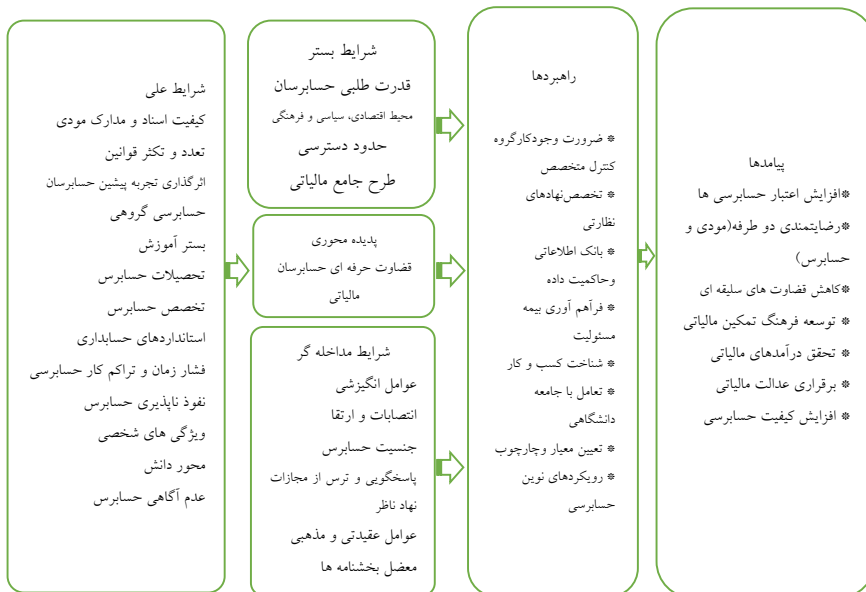 شرایط علی
کیفیت اسناد و مدارک مودی
تعدد و تکثر قوانین
اثرگذاری تجربه پیشین حسابرسان
حسابرسی گروهی
بستر آموزش
تحصیلات حسابرس
تخصص حسابرس
استانداردهای حسابداری
فشار زمان و تراکم کار حسابرسی
نفوذ ناپذیری حسابرس
ویژگی های شخصی
محور دانش
عدم آگاهی حسابرس
شرایط بستر
قدرت طلبی حسابرسان
محیط اقتصادی، سیاسی و فرهنگی
حدود دسترسی
طرح جامع مالیاتی
پدیده محوری
قضاوت حرفه ای حسابرسان
مالیاتی
شرایط مداخله گر
عوامل انگیزشی
انتصابات و ارتقا
جنسیت حسابرس
پاسخگویی و ترس از مجازات
نهاد ناظر
عوامل عقیدتی و مذهبی
معضل بخشنامه ها
راهبردها
* ضرورت وجودکارگروه
کنترل متخصص
* تخصص‌نهادهای
نظارتی
* بانک اطلاعاتی
وحاکمیت داده
* فرآهم آوری بیمه
مسئولیت
* شناخت کسب و کار
* تعامل با جامعه
دانشگاهی
* تعیین معیار وچارچوب
* رویکردهای نوین
حسابرسی
پیامدها
*افزایش اعتبار حسابرسی ها
*رضایتمندی دو طرفه(مودی و
حسابرس)
*کاهش قضاوت های سلیقه ای
* توسعه فرهنگ تمکین مالیاتی
* تحقق درآمدهای مالیاتی
* برقراری عدالت مالیاتی
* افزایش کیفیت حسابرسی